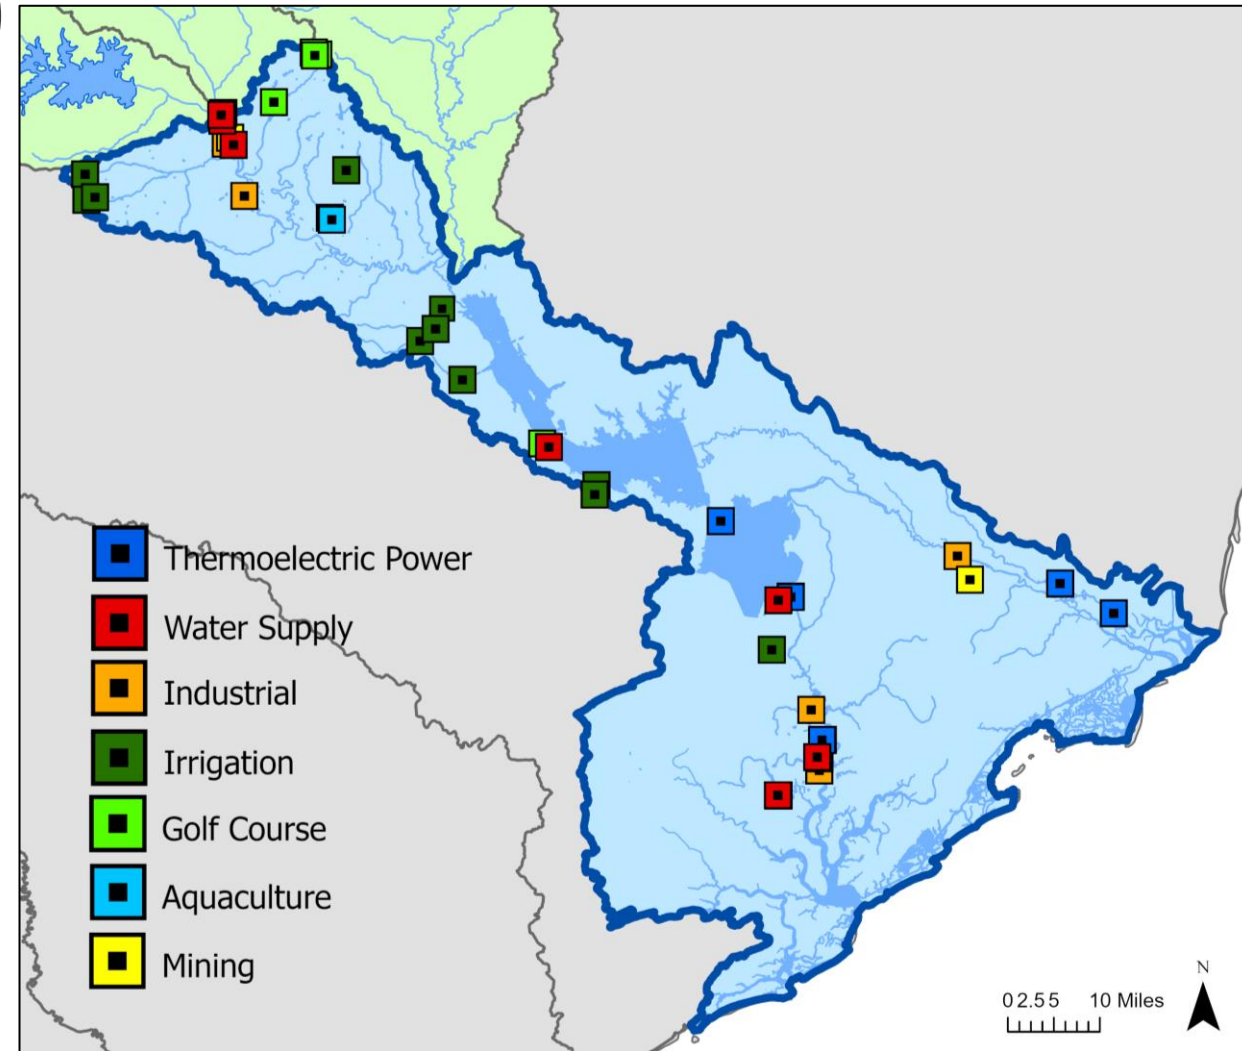 Thermoelectric Power
Water Supply
Industrial
Irrigation
Golf Course
Aquaculture
Mining
0 2.5 5 10 Miles
N